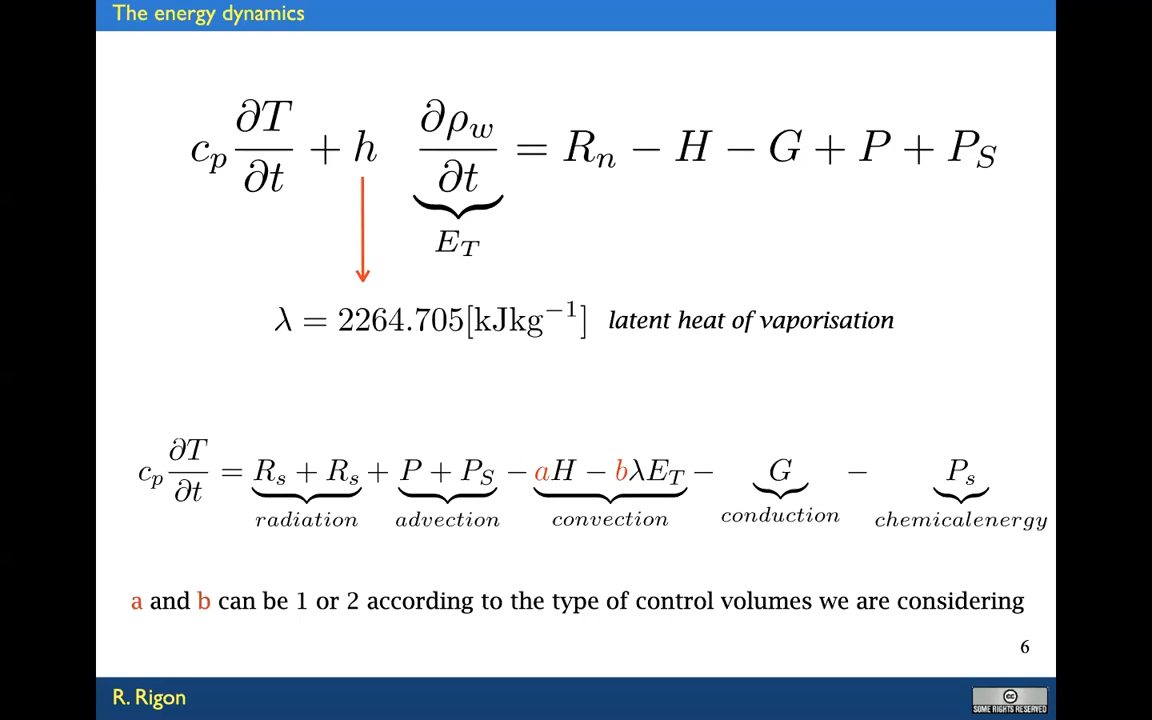 The energy dynamics
c_p ∂T/∂t + h ∂ρ_w/∂t = R_n − H − G + P + P_S
E_T
λ = 2264.705[kJkg⁻¹] latent heat of vaporisation
c_p ∂T/∂t = R_s + R_s + P + P_S − aH − bλE_T − G − P_s
radiation advection convection conduction chemicalenergy
a and b can be 1 or 2 according to the type of control volumes we are considering
6
R. Rigon
cc
SOME RIGHTS RESERVED